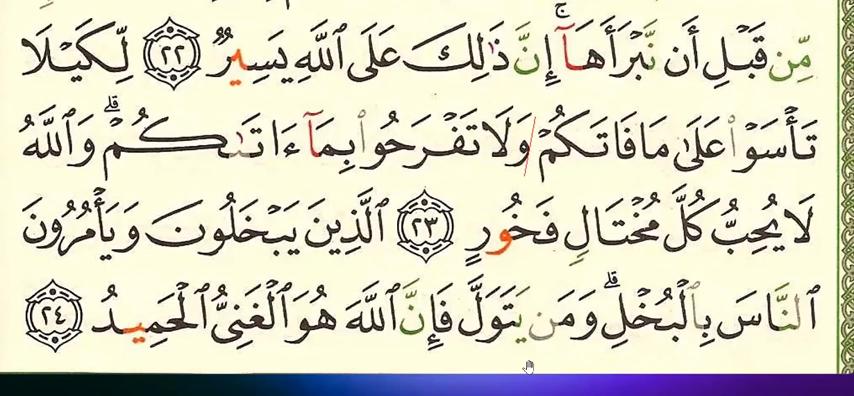 مِّن قَبْلِ أَن نَّبْرَأَهَآ ۚ إِنَّ ذَٰلِكَ عَلَى ٱللَّهِ يَسِيرٌ ٢٢ لِّكَيْلَا
تَأْسَوْا۟ عَلَىٰ مَا فَاتَكُمْ وَلَا تَفْرَحُوا۟ بِمَآ ءَاتَىٰكُمْ ۗ وَٱللَّهُ
لَا يُحِبُّ كُلَّ مُخْتَالٍ فَخُورٍ ٢٣ ٱلَّذِينَ يَبْخَلُونَ وَيَأْمُرُونَ
ٱلنَّاسَ بِٱلْبُخْلِ ۗ وَمَن يَتَوَلَّ فَإِنَّ ٱللَّهَ هُوَ ٱلْغَنِىُّ ٱلْحَمِيدُ ٢٤